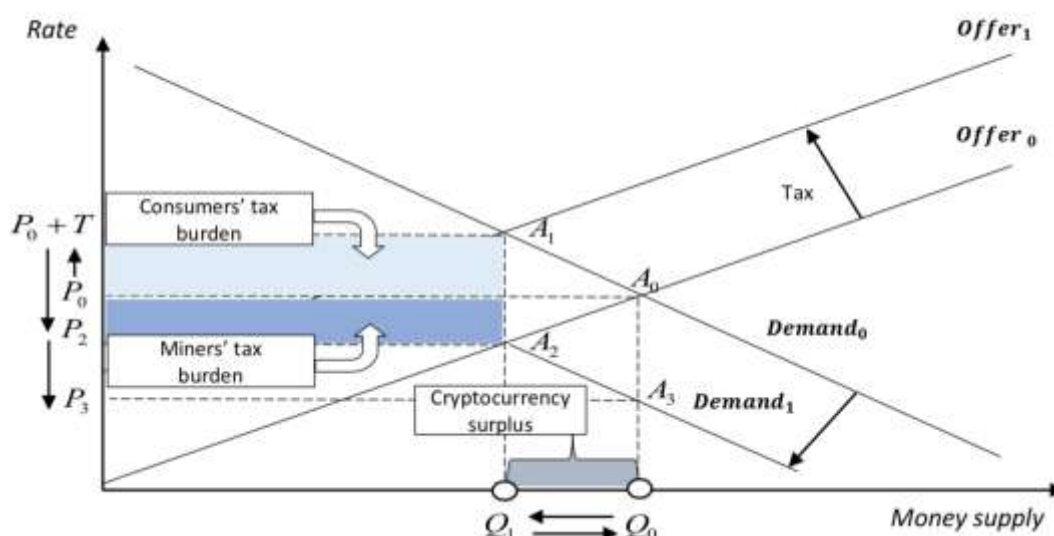 Rate
Offer₁
Offer₀
Tax
Consumers' tax
burden
P₀ + T
A₁
P₀
A₀
P₂
Demand₀
Miners' tax
burden
A₂
P₃
Cryptocurrency
surplus
A₃
Demand₁
Q₁
Q₀
Money supply